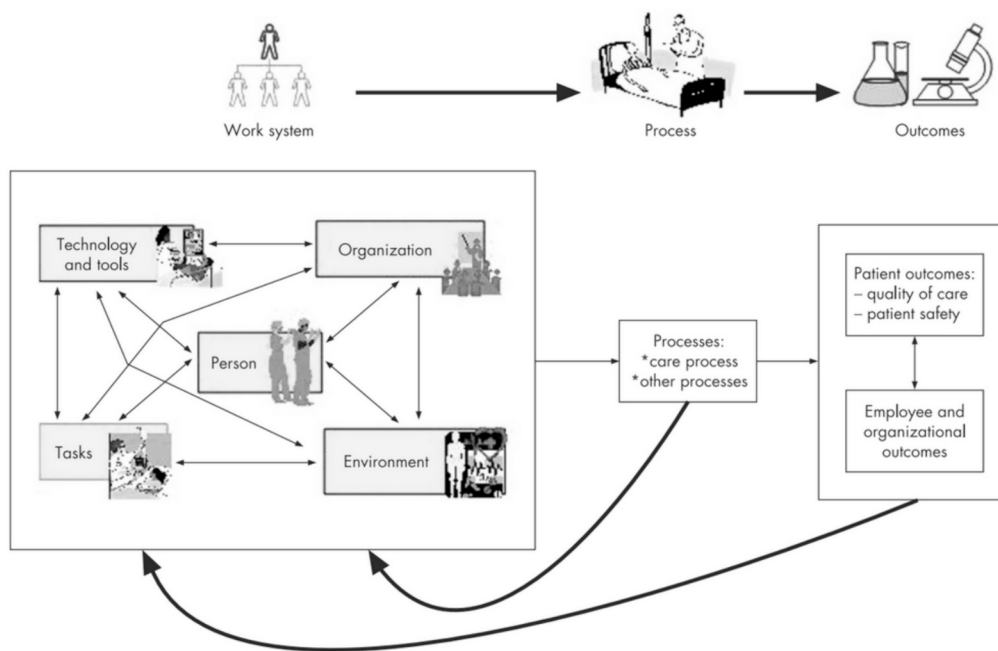 Work system
Process
Outcomes
Technology
and tools
Organization
Person
Tasks
Environment
Processes:
*care process
*other processes
Patient outcomes:
– quality of care
– patient safety
Employee and
organizational
outcomes